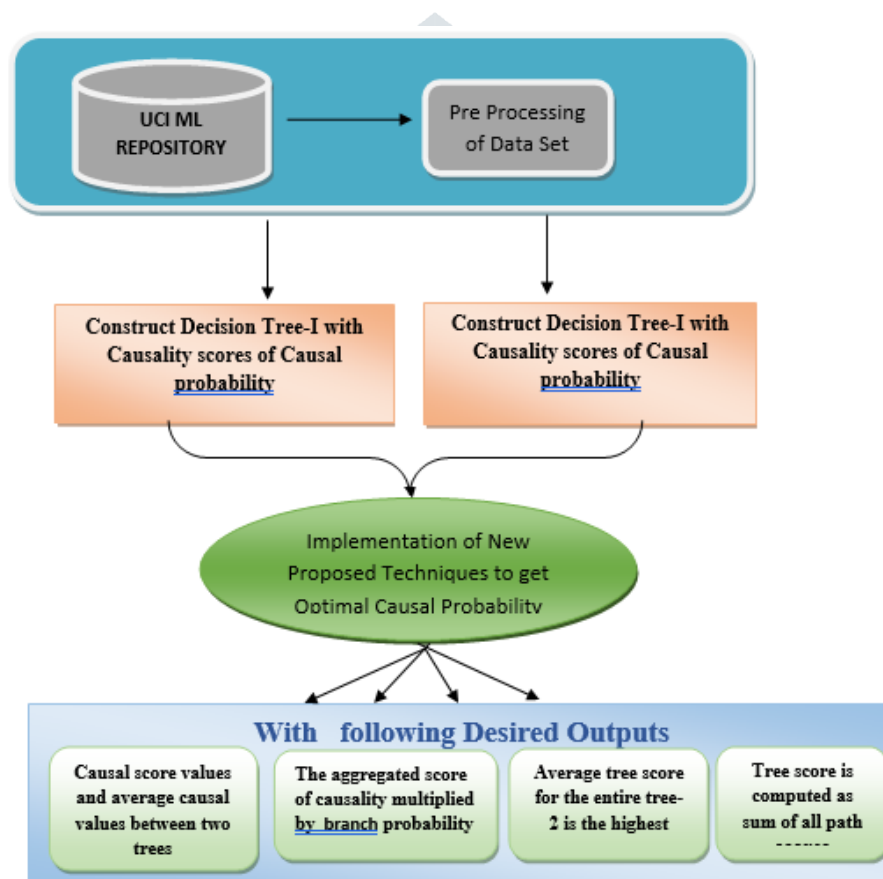 UCI ML
REPOSITORY
Pre Processing
of Data Set
Construct Decision Tree-I with
Causality scores of Causal
probability
Construct Decision Tree-I with
Causality scores of Causal
probability
Implementation of New
Proposed Techniques to get
Optimal Causal Probability
With following Desired Outputs
Causal score values
and average causal
values between two
trees
The aggregated score
of causality multiplied
by branch probability
Average tree score
for the entire tree-
2 is the highest
Tree score is
computed as
sum of all path